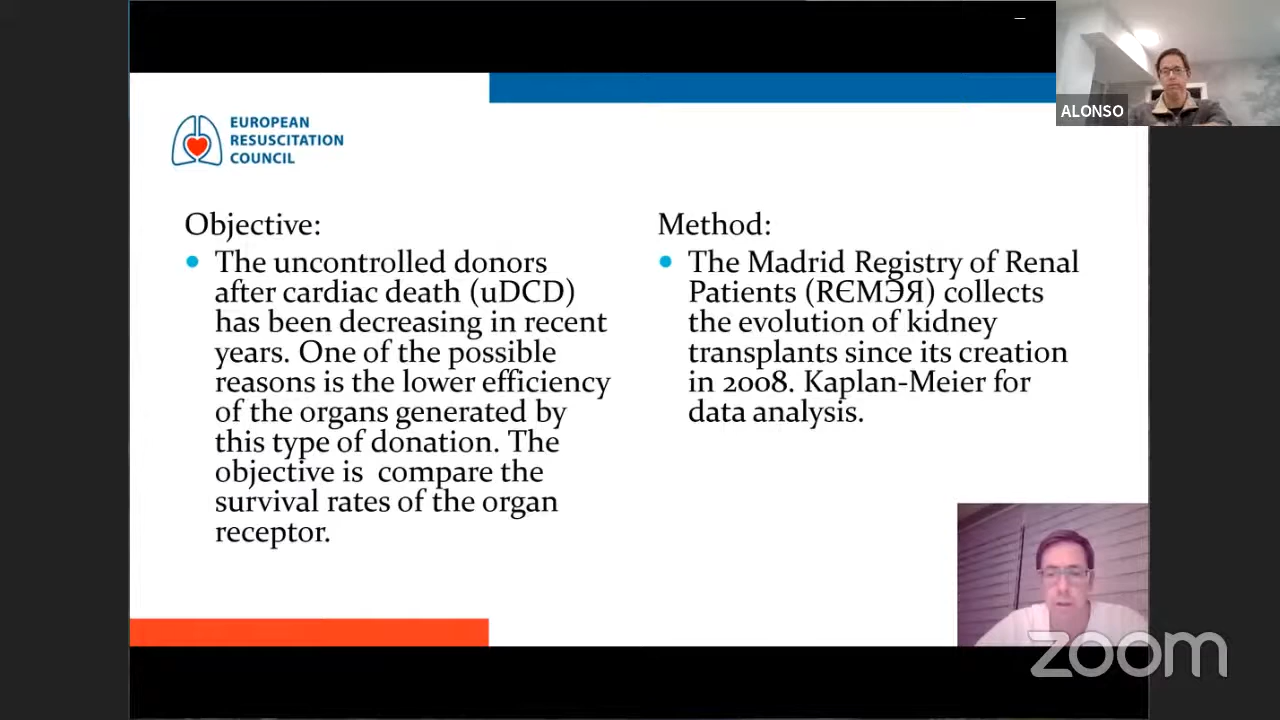 ALONSO
EUROPEAN
RESUSCITATION
COUNCIL
Objective:
• The uncontrolled donors
after cardiac death (uDCD)
has been decreasing in recent
years. One of the possible
reasons is the lower efficiency
of the organs generated by
this type of donation. The
objective is  compare the
survival rates of the organ
receptor.
Method:
• The Madrid Registry of Renal
Patients (RЄMЭЯ) collects
the evolution of kidney
transplants since its creation
in 2008. Kaplan-Meier for
data analysis.
zoom